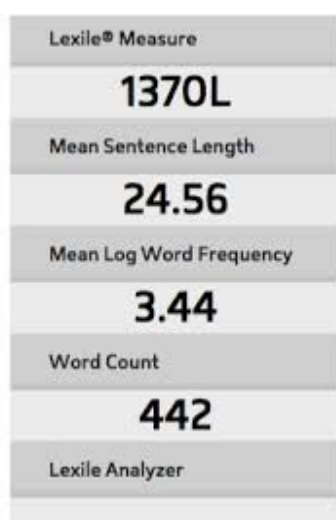 Lexile® Measure
1370L
Mean Sentence Length
24.56
Mean Log Word Frequency
3.44
Word Count
442
Lexile Analyzer